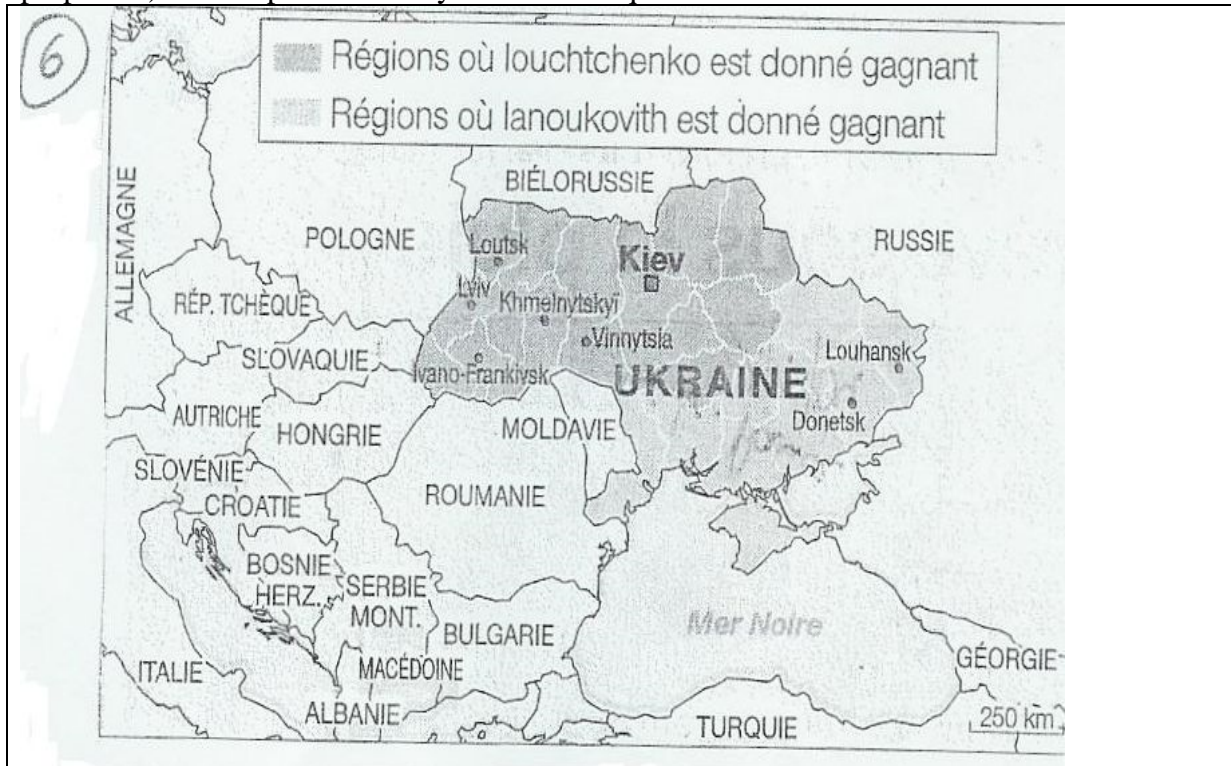 6
Régions où Iouchtchenko est donné gagnant
Régions où Ianoukovith est donné gagnant
BIÉLORUSSIE
ALLEMAGNE
POLOGNE
RUSSIE
Loutsk
Kiev
Lviv
Khmelnytskyï
RÉP. TCHÈQUE
Vinnytsia
SLOVAQUIE
Louhansk
Ivano-Frankivsk
UKRAINE
AUTRICHE
Donetsk
HONGRIE
MOLDAVIE
SLOVÉNIE
CROATIE
ROUMANIE
BOSNIE
HERZ.
SERBIE
MONT.
BULGARIE
Mer Noire
ITALIE
MACÉDOINE
GÉORGIE
ALBANIE
TURQUIE
250 km